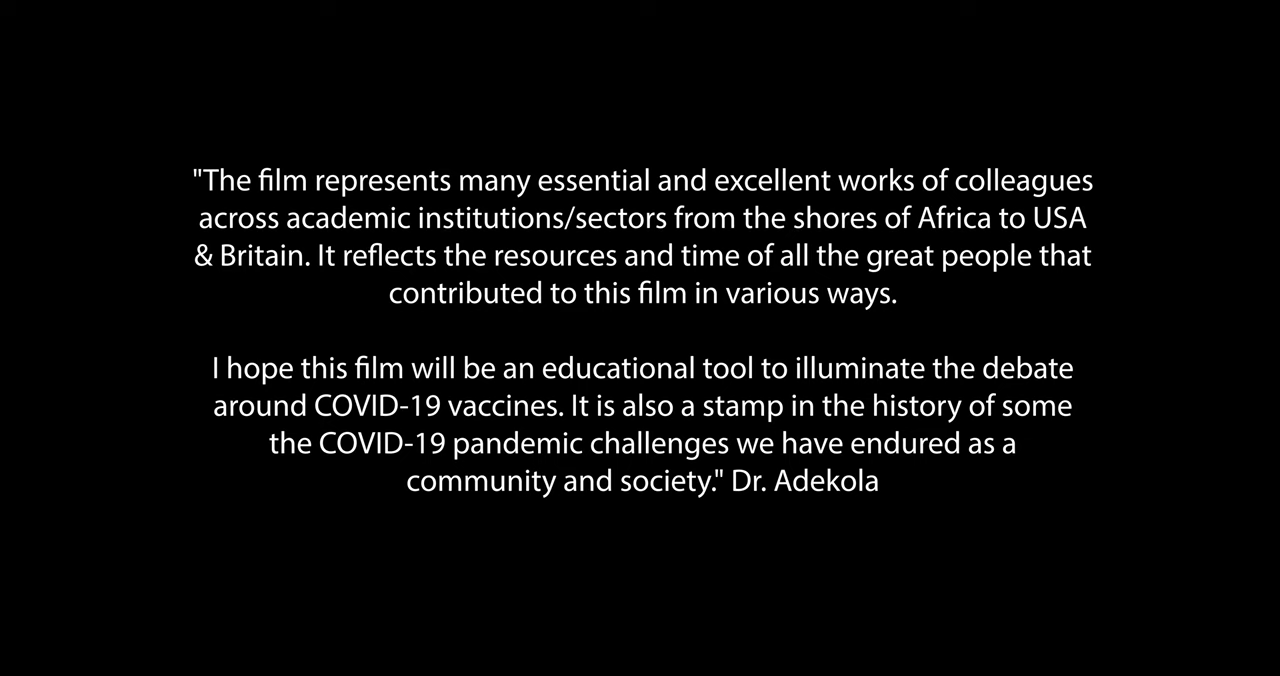 "The film represents many essential and excellent works of colleagues
across academic institutions/sectors from the shores of Africa to USA
& Britain. It reflects the resources and time of all the great people that
contributed to this film in various ways.
I hope this film will be an educational tool to illuminate the debate
around COVID-19 vaccines. It is also a stamp in the history of some
the COVID-19 pandemic challenges we have endured as a
community and society." Dr. Adekola